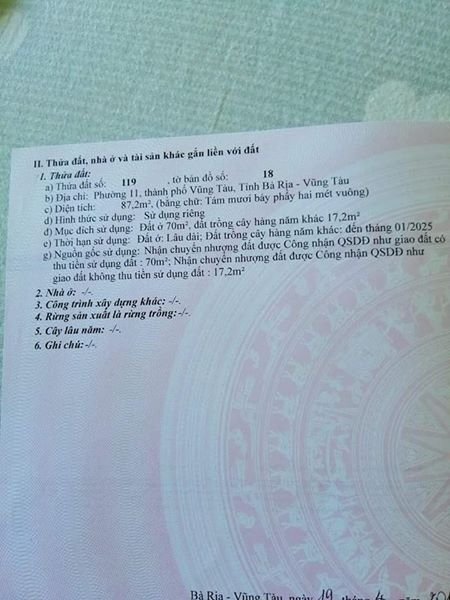 II. Thửa đất, nhà ở và tài sản khác gắn liền với đất
1. Thửa đất:
a) Thửa đất số: 119 , tờ bản đồ số: 18
b) Địa chỉ: Phường 11, thành phố Vũng Tàu, Tỉnh Bà Rịa - Vũng Tàu
c) Diện tích: 87,2m². (bằng chữ: Tám mươi bảy phẩy hai mét vuông)
d) Hình thức sử dụng: Sử dụng riêng
đ) Mục đích sử dụng: Đất ở 70m², đất trồng cây hàng năm khác 17,2m²
e) Thời hạn sử dụng: Đất ở: Lâu dài; Đất trồng cây hàng năm khác: đến tháng 01/2025
g) Nguồn gốc sử dụng: Nhận chuyển nhượng đất được Công nhận QSDĐ như giao đất có
thu tiền sử dụng đất : 70m²; Nhận chuyển nhượng đất được Công nhận QSDĐ như
giao đất không thu tiền sử dụng đất : 17,2m²
2. Nhà ở: -/-
3. Công trình xây dựng khác: -/-.
4. Rừng sản xuất là rừng trồng:-/-.
5. Cây lâu năm: -/-.
6. Ghi chú:-/-.
Bà Rịa - Vũng Tàu, ngày 19 tháng 4 năm